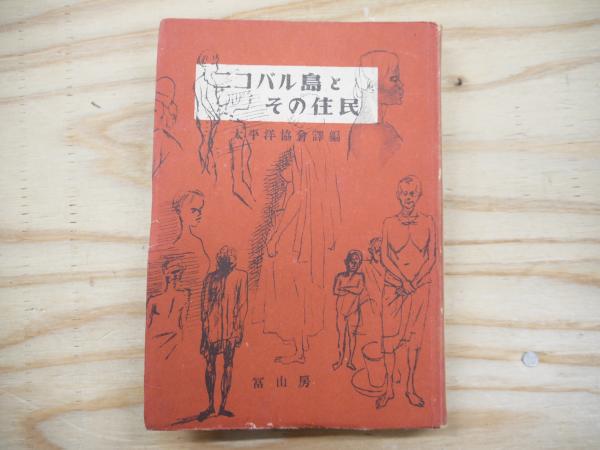 ニコバル島と
その住民
太平洋協會譯編
冨山房